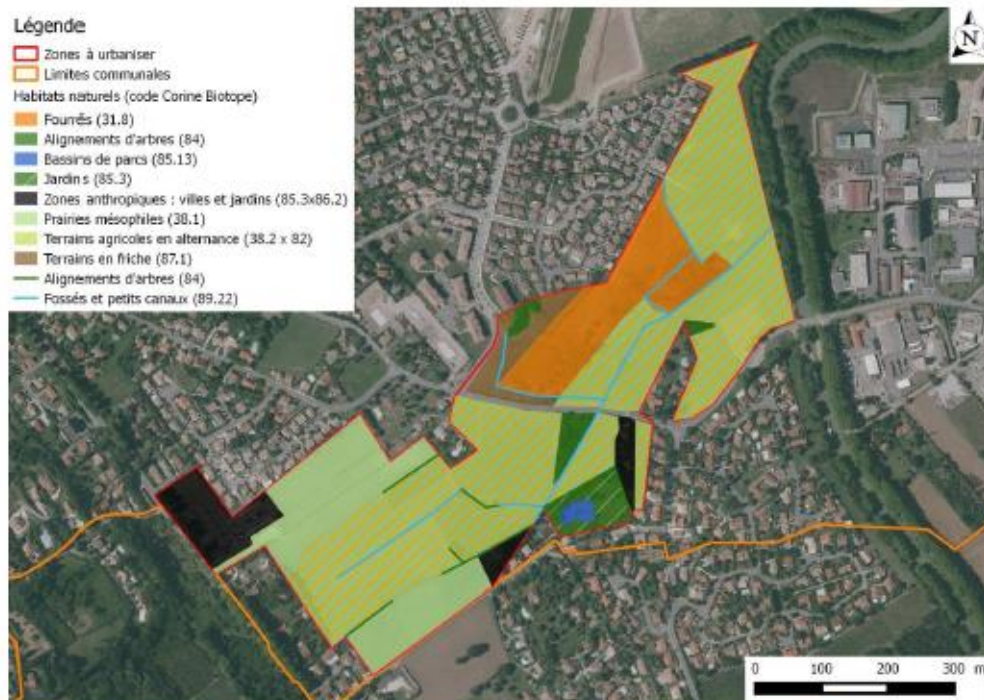 Légende
Zones à urbaniser
Limites communales
Habitats naturels (code Corine Biotope)
Fourrés (31.8)
Alignements d'arbres (84)
Bassins de parcs (85.13)
Jardins (85.3)
Zones anthropiques : villes et jardins (85.3x86.2)
Prairies mésophiles (38.1)
Terrains agricoles en alternance (38.2 x 82)
Terrains en friche (87.1)
Alignements d'arbres (84)
Fossés et petits canaux (89.22)
N
0 100 200 300 m